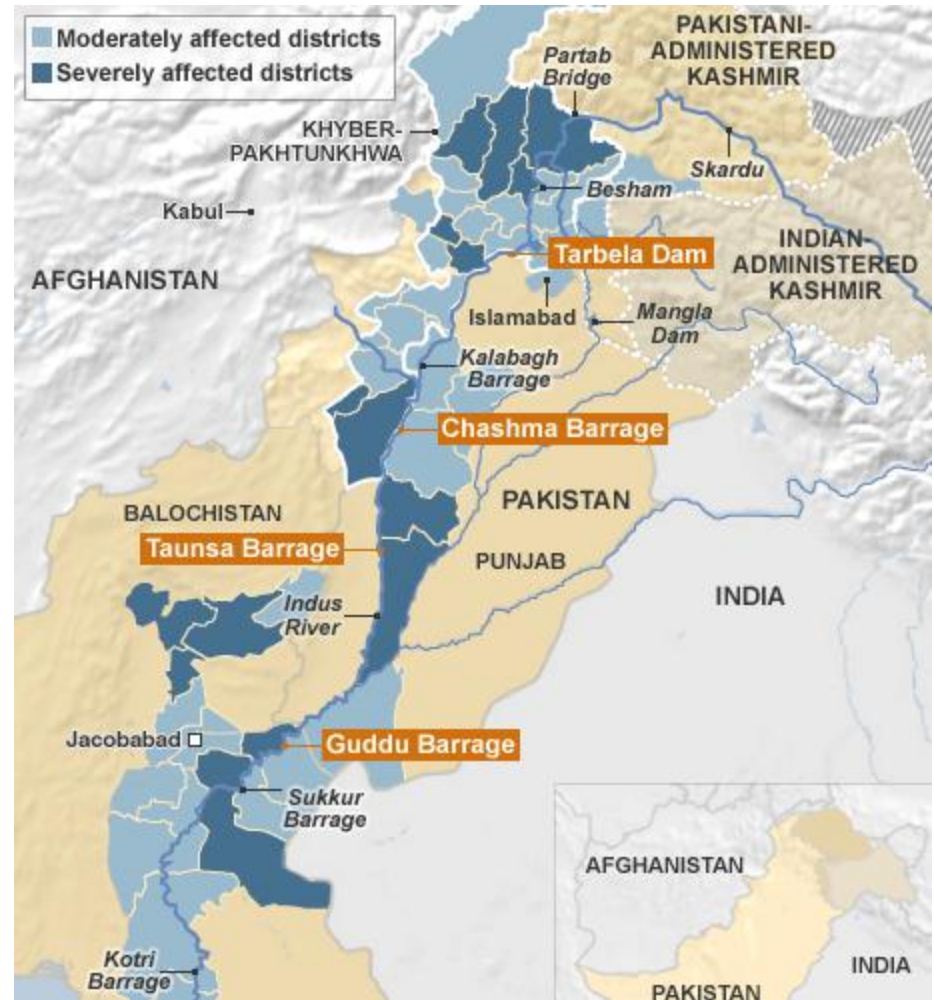 Moderately affected districts
Severely affected districts
PAKISTANI-
ADMINISTERED
KASHMIR
Partab
Bridge
KHYBER-
PAKHTUNKHWA
Skardu
Besham
Kabul
Tarbela Dam
INDIAN-
ADMINISTERED
KASHMIR
AFGHANISTAN
Islamabad
Mangla
Dam
Kalabagh
Barrage
Chashma Barrage
PAKISTAN
BALOCHISTAN
Taunsa Barrage
PUNJAB
INDIA
Indus
River
Jacobabad
Guddu Barrage
Sukkur
Barrage
AFGHANISTAN
Kotri
Barrage
INDIA
PAKISTAN